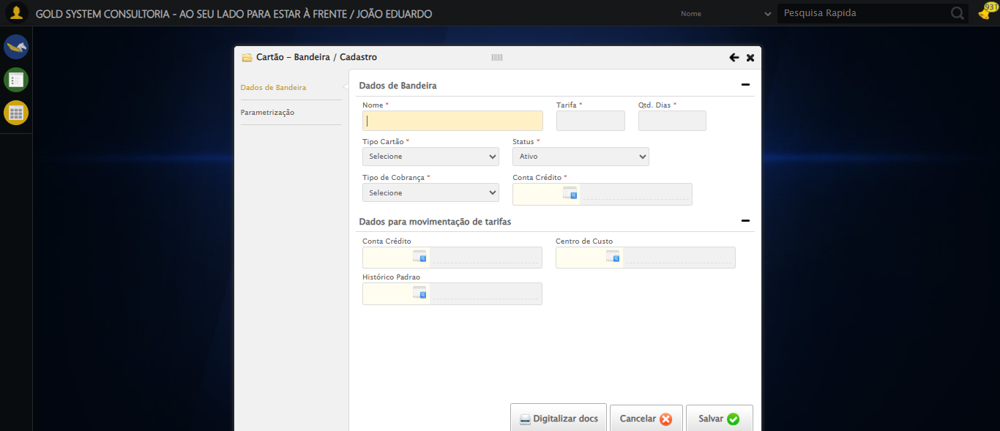 GOLD SYSTEM CONSULTORIA - AO SEU LADO PARA ESTAR À FRENTE / JOÃO EDUARDO
Nome
Pesquisa Rapida
931
Cartão - Bandeira / Cadastro
Dados de Bandeira
Parametrização
Dados de Bandeira
Nome * Tarifa * Qtd. Dias *
Tipo Cartão * Status *
Selecione Ativo
Tipo de Cobrança * Conta Crédito *
Selecione
Dados para movimentação de tarifas
Conta Crédito Centro de Custo
Histórico Padrao
Digitalizar docs Cancelar Salvar